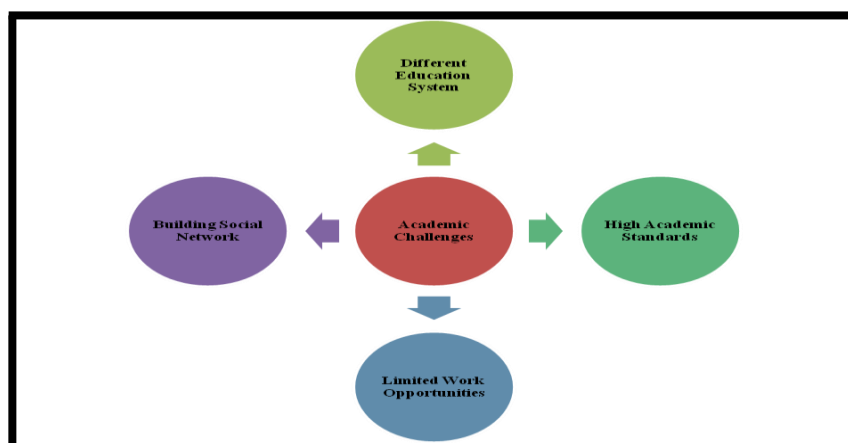 Different
Education
System
Building Social
Network
Academic
Challenges
High Academic
Standards
Limited Work
Opportunities